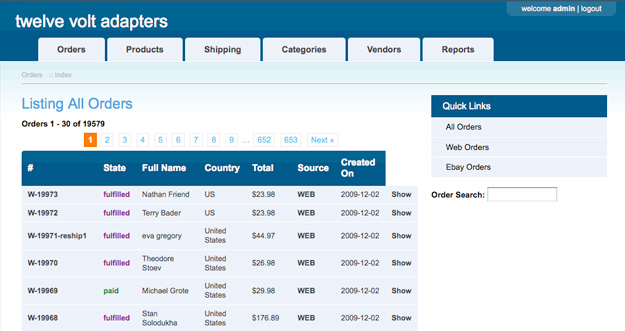 welcome admin | logout
twelve volt adapters
Orders Products Shipping Categories Vendors Reports
Orders :: Index
Listing All Orders
Orders 1 - 30 of 19579
1 2 3 4 5 6 7 8 9 ... 652 653 Next »
# State Full Name Country Total Source Created On
W-19973 fulfilled Nathan Friend US $23.98 WEB 2009-12-02 Show
W-19972 fulfilled Terry Bader US $23.98 WEB 2009-12-02 Show
W-19971-reship1 fulfilled eva gregory United States $44.97 WEB 2009-12-02 Show
W-19970 fulfilled Theodore Stoev United States $26.98 WEB 2009-12-02 Show
W-19969 paid Michael Grote United States $29.98 WEB 2009-12-02 Show
W-19968 fulfilled Stan Solodukha United States $176.89 WEB 2009-12-02 Show
Quick Links
All Orders
Web Orders
Ebay Orders
Order Search: